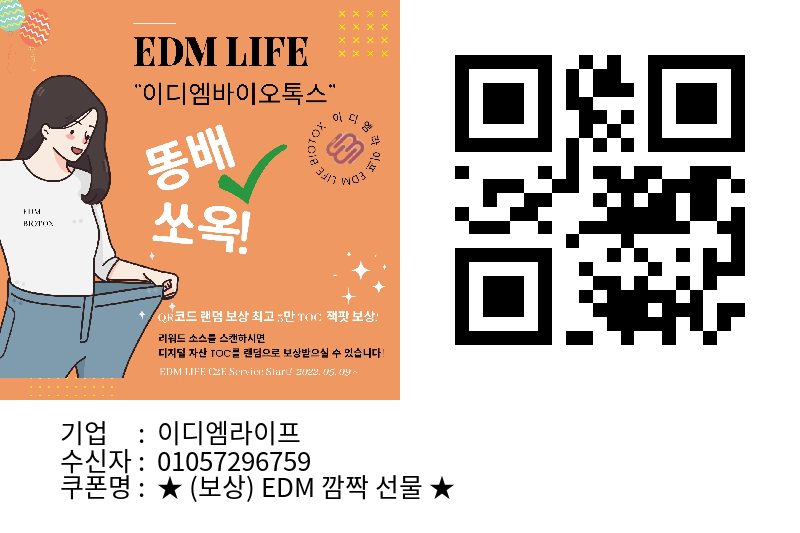 EDM LIFE
"이디엠바이오톡스"
이디엠라이프 EDM LIFE BIOTOX
똥배
쏘옥!
EDM
BIOTOX
QR코드 랜덤 보상 최고 5만 TOC 잭팟 보상!
리워드 소스를 스캔하시면
디지털 자산 TOC를 랜덤으로 보상받으실 수 있습니다!
EDM LIFE C2E Service Start! 2022. 05. 09 ~
기업 : 이디엠라이프
수신자 : 01057296759
쿠폰명 : ★ (보상) EDM 깜짝 선물 ★